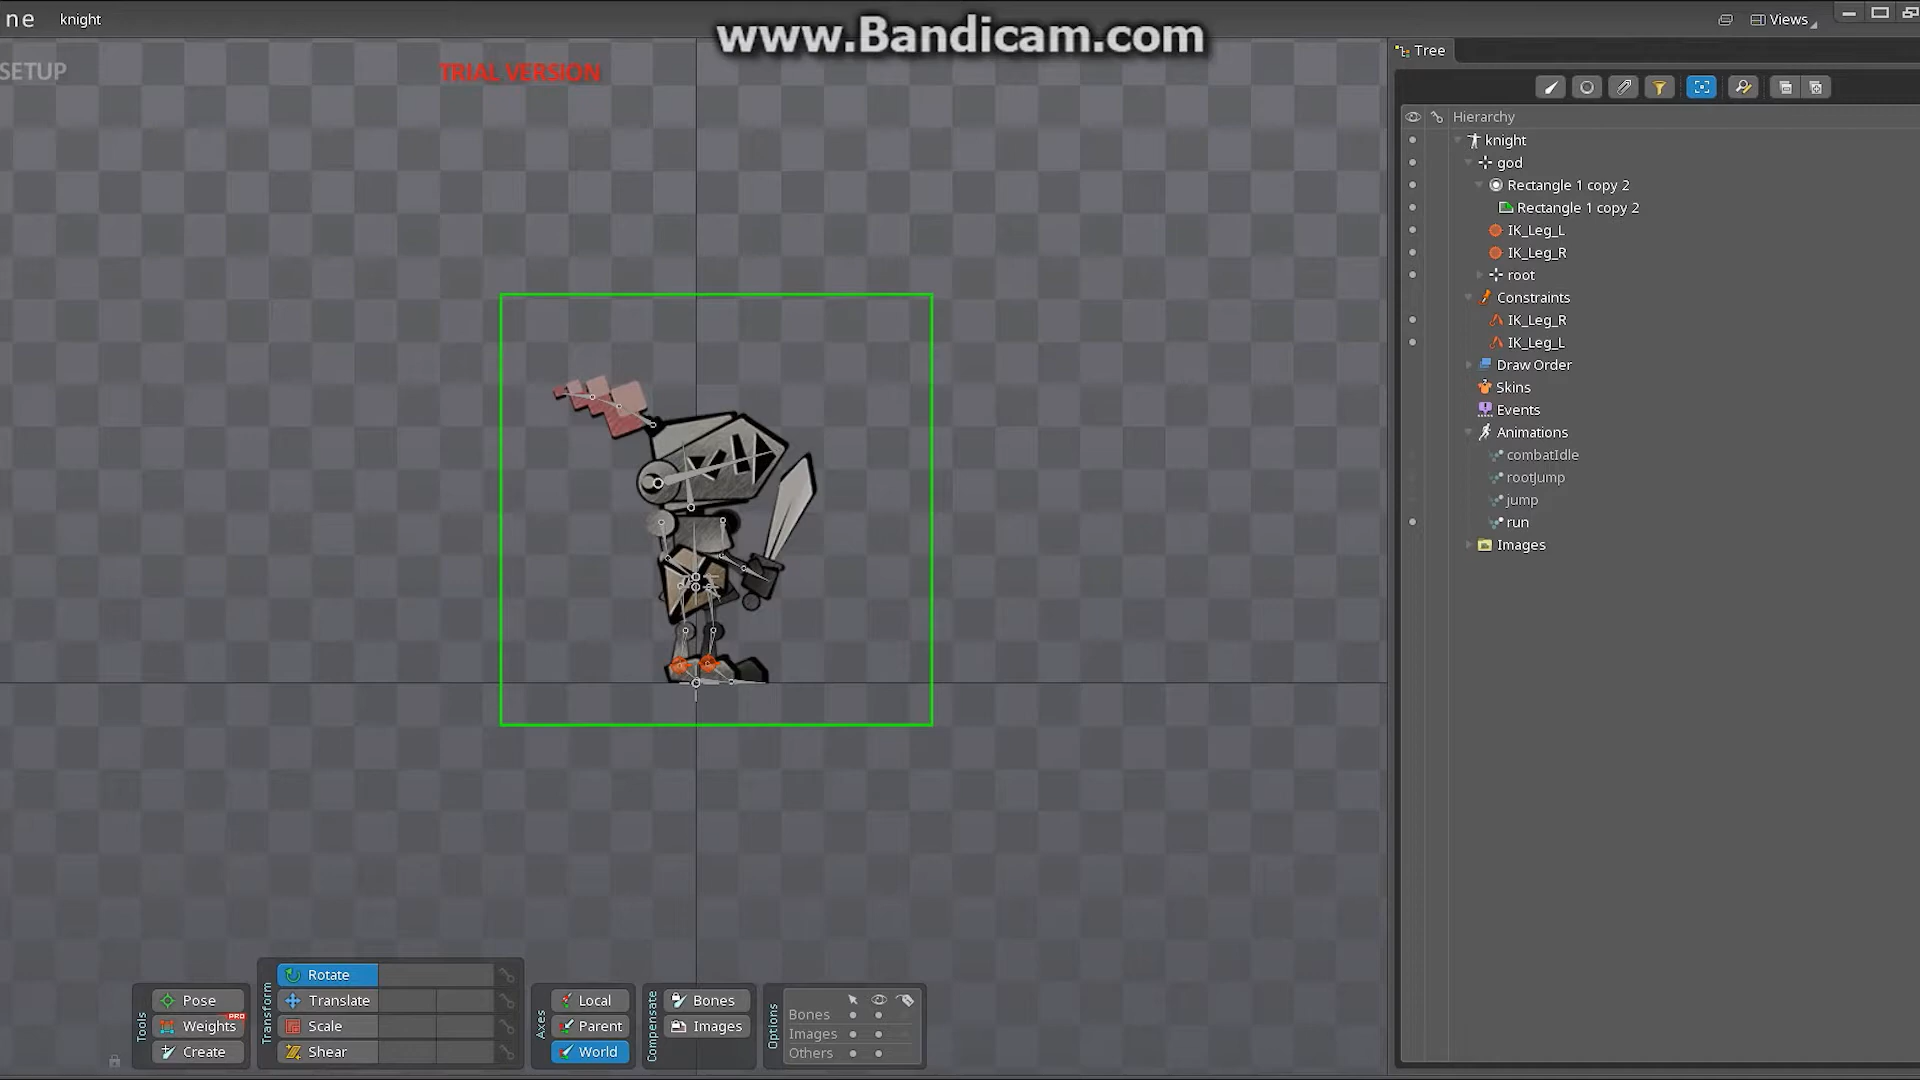 ne knight
www.Bandicam.com
Views
SETUP
TRIAL VERSION
Tree
Hierarchy
knight
god
Rectangle 1 copy 2
Rectangle 1 copy 2
IK_Leg_L
IK_Leg_R
root
Constraints
IK_Leg_R
IK_Leg_L
Draw Order
Skins
Events
Animations
combatIdle
rootJump
jump
run
Images
Tools
Pose
Weights
PRO
Create
Transform
Rotate
Translate
Scale
Shear
Axes
Local
Parent
World
Compensate
Bones
Images
Options
Bones
Images
Others